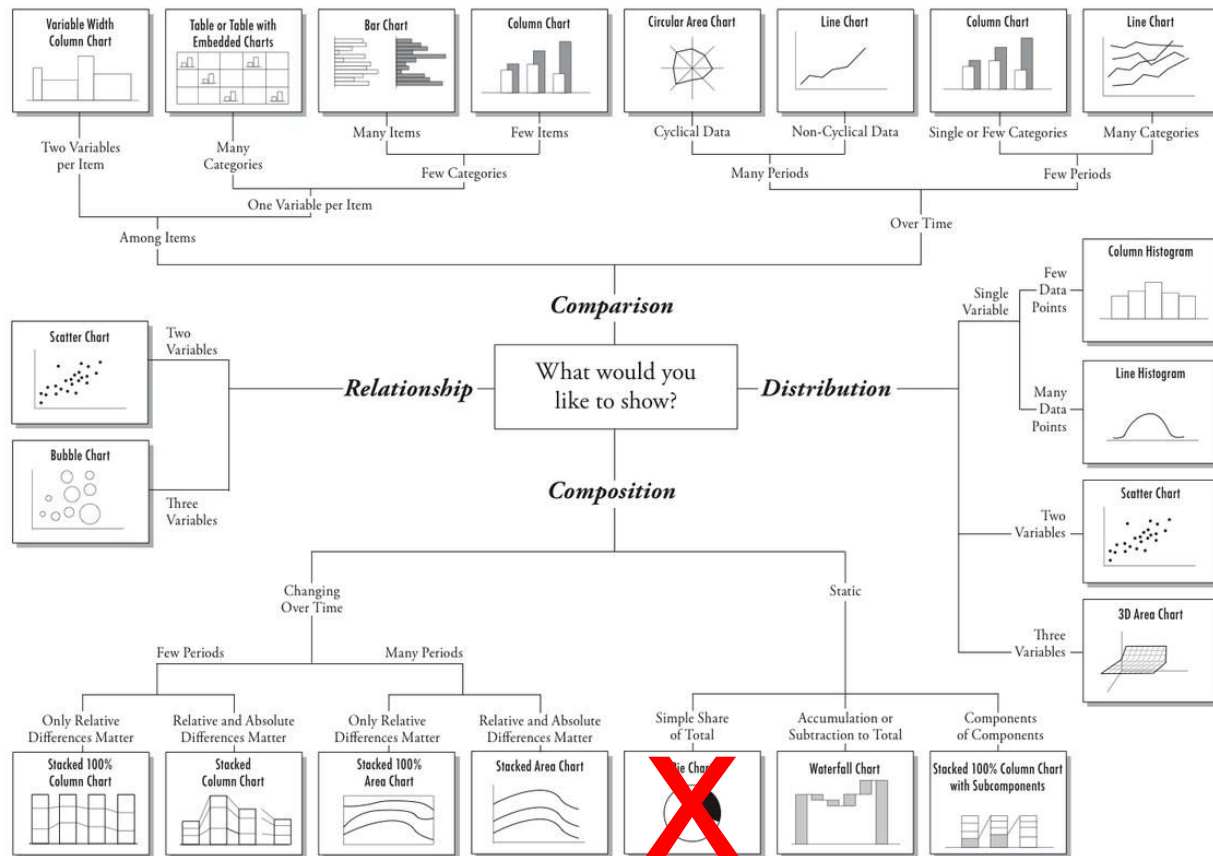 Variable Width
Column Chart
Table or Table with
Embedded Charts
Bar Chart
Column Chart
Circular Area Chart
Line Chart
Column Chart
Line Chart
Two Variables
per Item
Many
Categories
Many Items
Few Items
Cyclical Data
Non-Cyclical Data
Single or Few Categories
Many Categories
Few Categories
Many Periods
Few Periods
One Variable per Item
Among Items
Over Time
Comparison
What would you
like to show?
Relationship
Two
Variables
Scatter Chart
Three
Variables
Bubble Chart
Distribution
Single
Variable
Few
Data
Points
Column Histogram
Many
Data
Points
Line Histogram
Two
Variables
Scatter Chart
Three
Variables
3D Area Chart
Composition
Changing
Over Time
Static
Few Periods
Many Periods
Only Relative
Differences Matter
Relative and Absolute
Differences Matter
Only Relative
Differences Matter
Relative and Absolute
Differences Matter
Simple Share
of Total
Accumulation or
Subtraction to Total
Components
of Components
Stacked 100%
Column Chart
Stacked
Column Chart
Stacked 100%
Area Chart
Stacked Area Chart
Waterfall Chart
Stacked 100% Column Chart
with Subcomponents